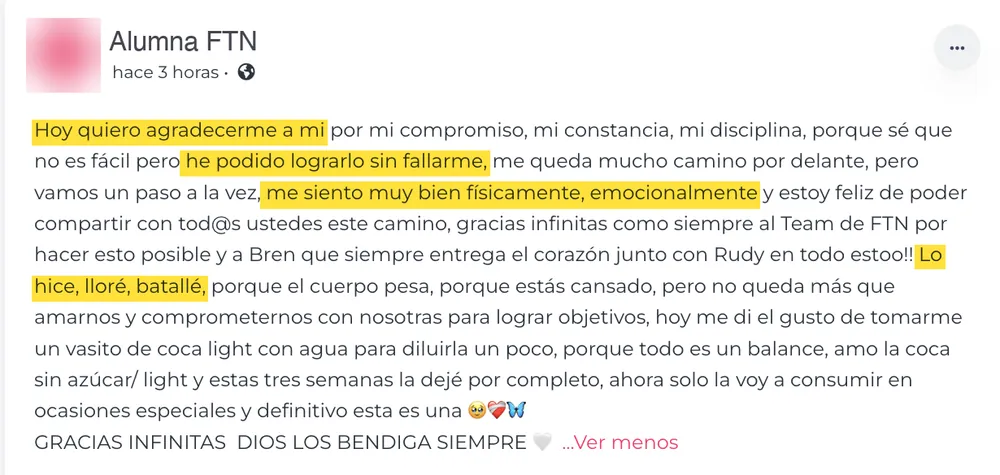 Alumna FTN
hace 3 horas ·
Hoy quiero agradecerme a mi por mi compromiso, mi constancia, mi disciplina, porque sé que
no es fácil pero he podido lograrlo sin fallarme, me queda mucho camino por delante, pero
vamos un paso a la vez, me siento muy bien físicamente, emocionalmente y estoy feliz de poder
compartir con tod@s ustedes este camino, gracias infinitas como siempre al Team de FTN por
hacer esto posible y a Bren que siempre entrega el corazón junto con Rudy en todo estoo!! Lo
hice, lloré, batallé, porque el cuerpo pesa, porque estás cansado, pero no queda más que
amarnos y comprometernos con nosotras para lograr objetivos, hoy me di el gusto de tomarme
un vasito de coca light con agua para diluirla un poco, porque todo es un balance, amo la coca
sin azúcar/ light y estas tres semanas la dejé por completo, ahora solo la voy a consumir en
ocasiones especiales y definitivo esta es una 🥹❤️‍🩹🦋
GRACIAS INFINITAS  DIOS LOS BENDIGA SIEMPRE 🤍 ...Ver menos